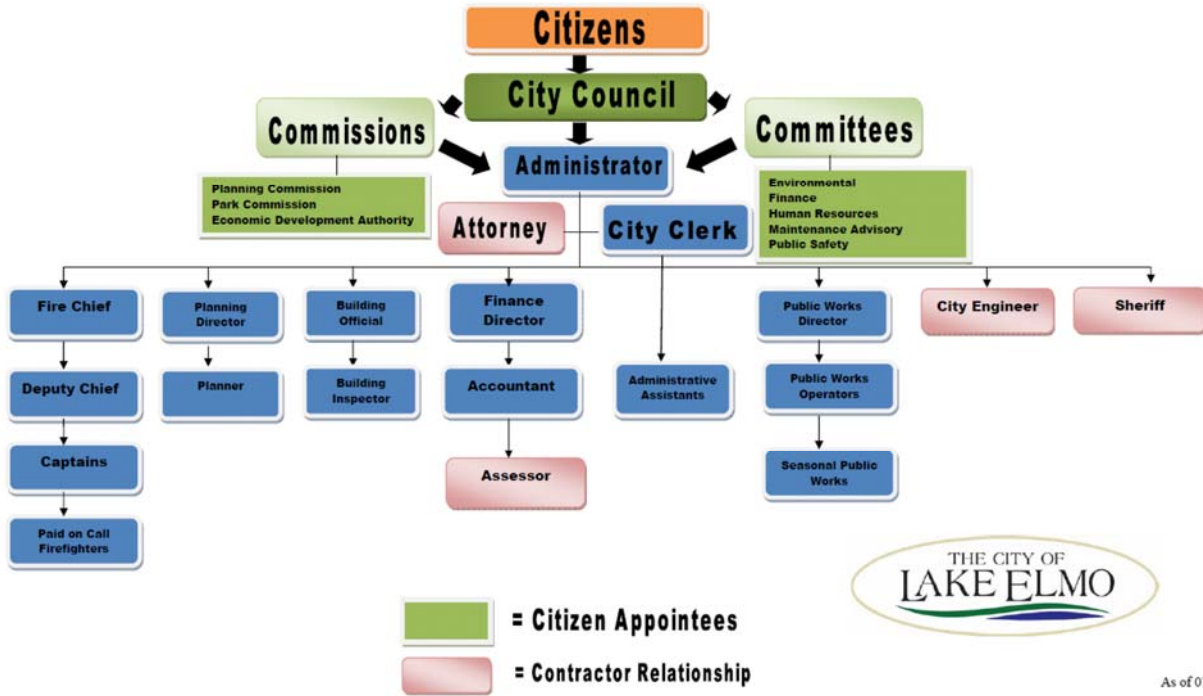 Citizens
City Council
Commissions
Committees
Administrator
Planning Commission
Park Commission
Economic Development Authority
Environmental
Finance
Human Resources
Maintenance Advisory
Public Safety
Attorney
City Clerk
Fire Chief
Planning
Director
Building
Official
Finance
Director
Public Works
Director
City Engineer
Sheriff
Deputy Chief
Planner
Building
Inspector
Accountant
Administrative
Assistants
Public Works
Operators
Captains
Assessor
Seasonal Public
Works
Paid on Call
Firefighters
THE CITY OF
LAKE ELMO
= Citizen Appointees
= Contractor Relationship
As of 0